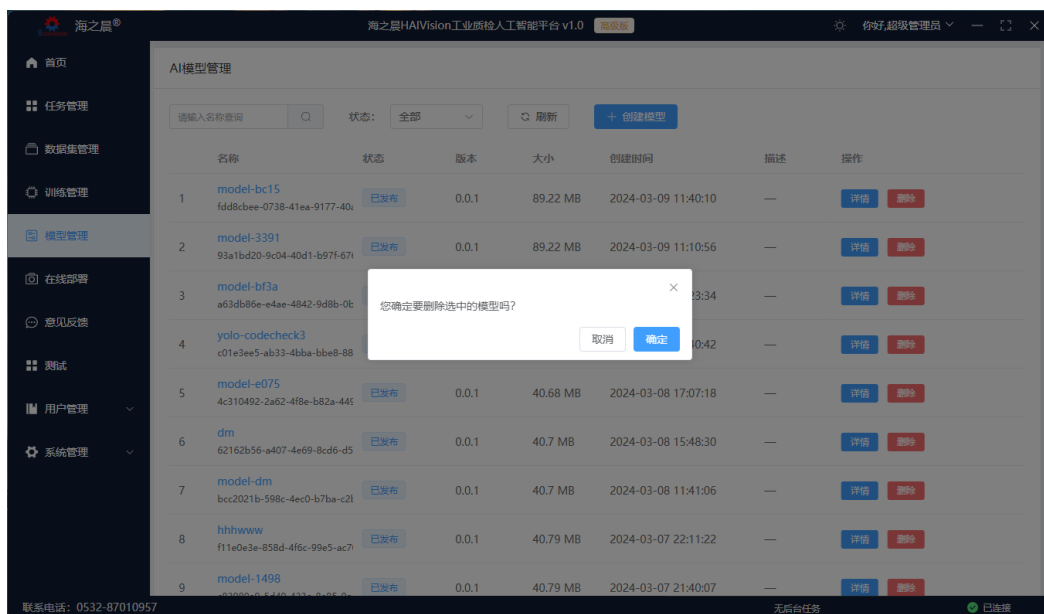 海之晨®
海之晨HAIVision工业质检人工智能平台 v1.0 高级版
你好,超级管理员
首页
任务管理
数据集管理
训练管理
模型管理
在线部署
意见反馈
测试
用户管理
系统管理
AI模型管理
请输入名称查询 状态: 全部 刷新 + 创建模型
名称 状态 版本 大小 创建时间 描述 操作
1 model-bc15 已发布 0.0.1 89.22 MB 2024-03-09 11:40:10 — 详情 删除
fdd8cbee-0738-41ea-9177-40
2 model-3391 已发布 0.0.1 89.22 MB 2024-03-09 11:10:56 — 详情 删除
93a1bd20-9c04-40d1-b97f-67
3 model-bf3a 23:34 — 详情 删除
a63db86e-e4ae-4842-9d8b-0b
4 yolo-codecheck3 0:42 — 详情 删除
c01e3ee5-ab33-4bba-bbe8-88
您确定要删除选中的模型吗?
取消 确定
5 model-e075 已发布 0.0.1 40.68 MB 2024-03-08 17:07:18 — 详情 删除
4c310492-2a62-4f8e-b82a-449
6 dm 已发布 0.0.1 40.7 MB 2024-03-08 15:48:30 — 详情 删除
62162b56-a407-4e69-8cd6-d5
7 model-dm 已发布 0.0.1 40.7 MB 2024-03-08 11:41:06 — 详情 删除
bcc2021b-598c-4ec0-b7ba-c2
8 hhhwww 已发布 0.0.1 40.79 MB 2024-03-07 22:11:22 — 详情 删除
f11e0e3e-858d-4f6c-99e5-ac7
9 model-1498 已发布 0.0.1 40.79 MB 2024-03-07 21:40:07 — 详情 删除
联系电话: 0532-87010957 无后台任务 已连接